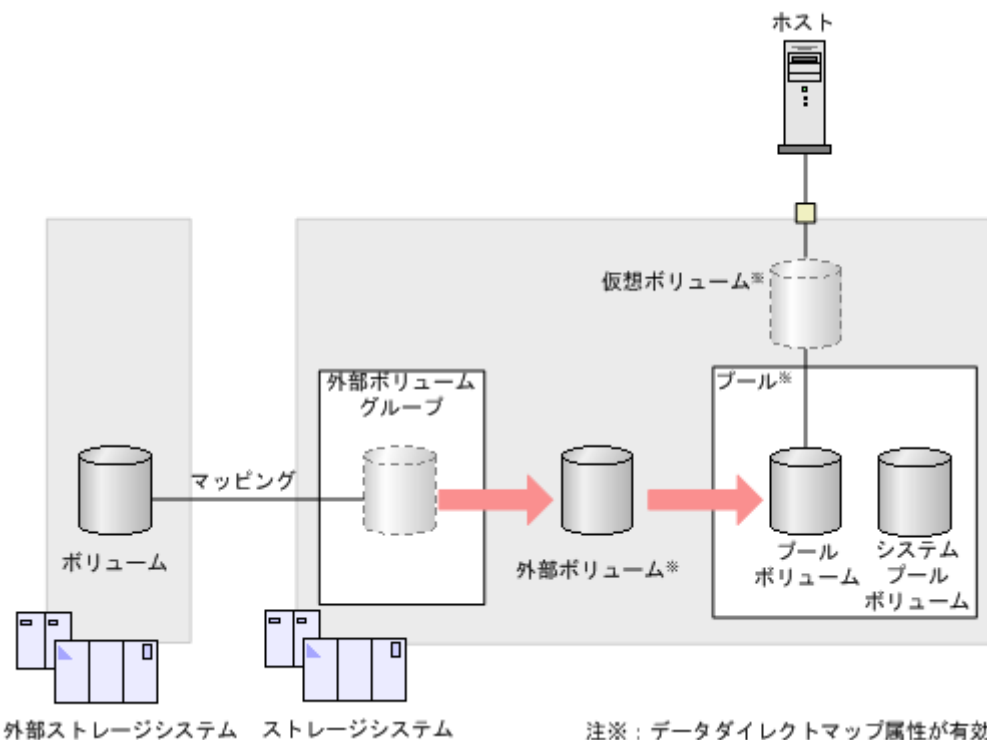 ホスト
仮想ボリューム※
外部ボリューム
グループ
プール※
マッピング
ボリューム
外部ボリューム※
プール
ボリューム
システム
プール
ボリューム
外部ストレージシステム
ストレージシステム
注※：データダイレクトマップ属性が有効